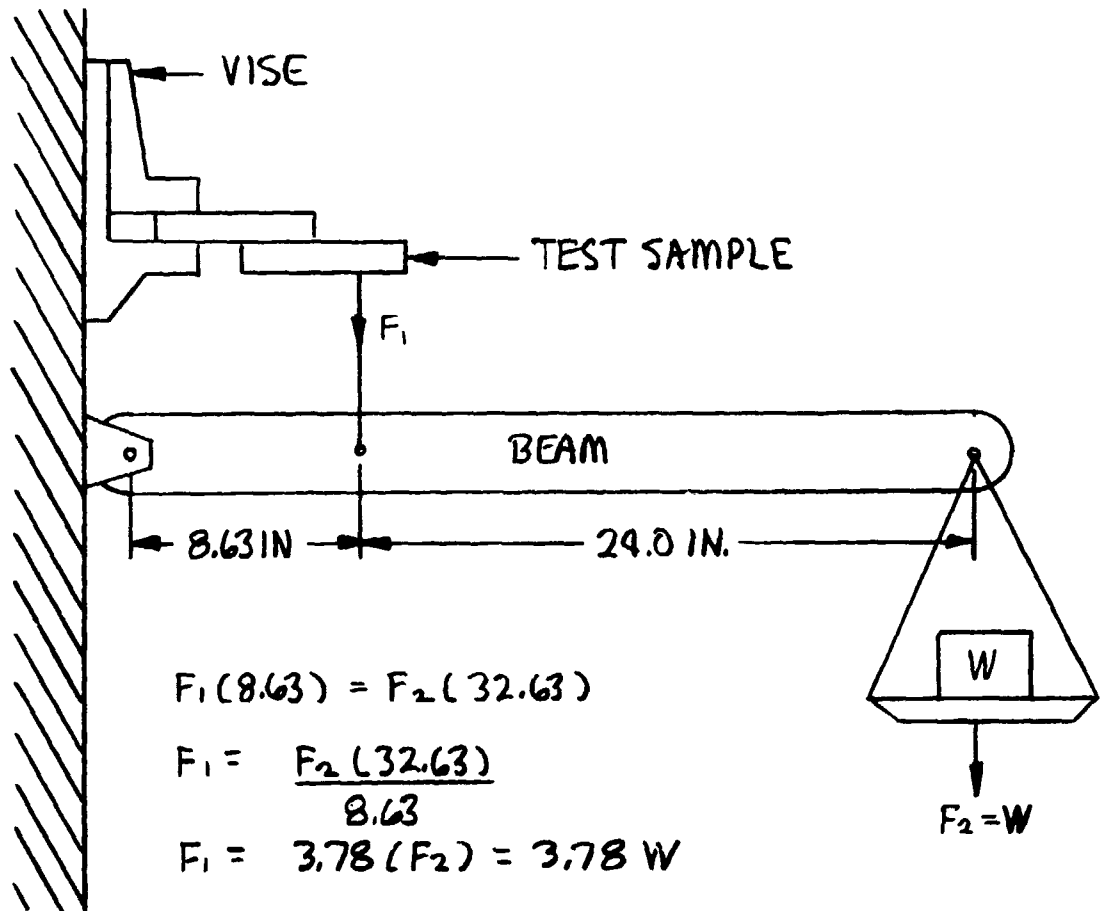 VISE
TEST SAMPLE
F₁
BEAM
8.63 IN
24.0 IN.
W
F₁ (8.63) = F₂ (32.63)
F₁ = F₂ (32.63)
8.63
F₂ = W
F₁ = 3.78 (F₂) = 3.78 W